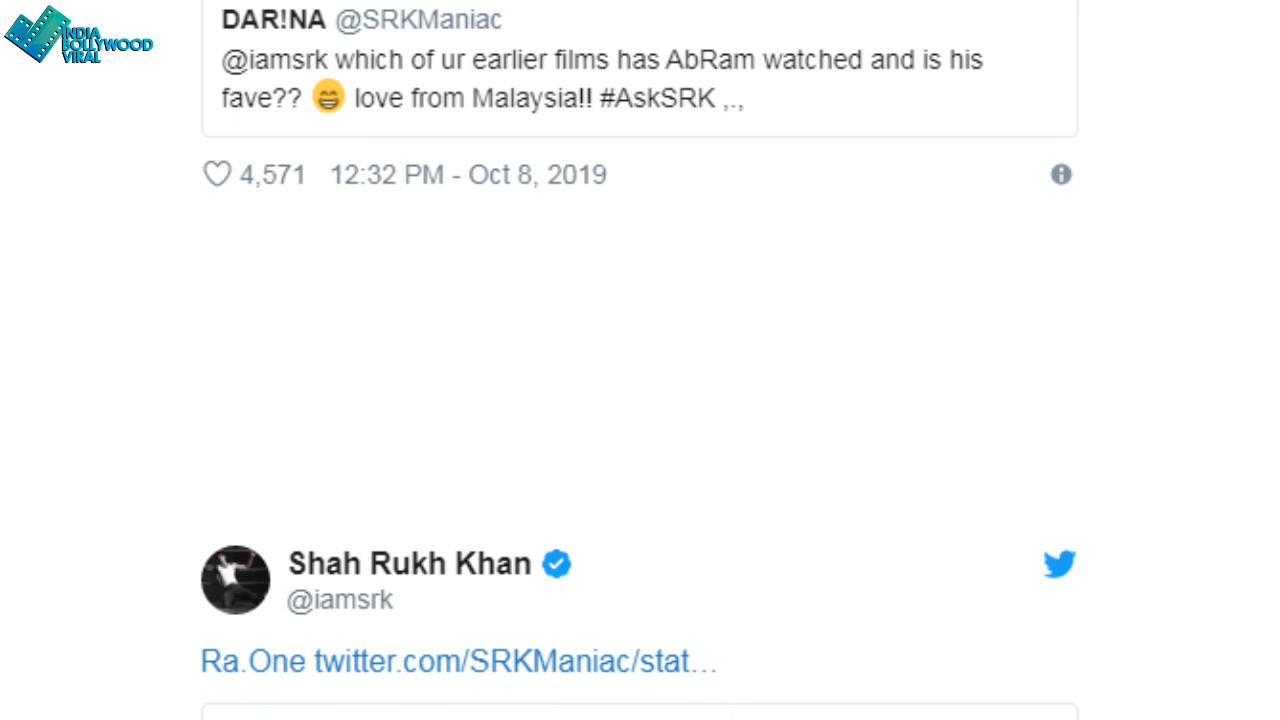 INDIA
BOLLYWOOD
VIRAL
DAR!NA @SRKManiac
@iamsrk which of ur earlier films has AbRam watched and is his
fave?? 😁 love from Malaysia!! #AskSRK ,.,
4,571 12:32 PM - Oct 8, 2019
Shah Rukh Khan
@iamsrk
Ra.One twitter.com/SRKManiac/stat…